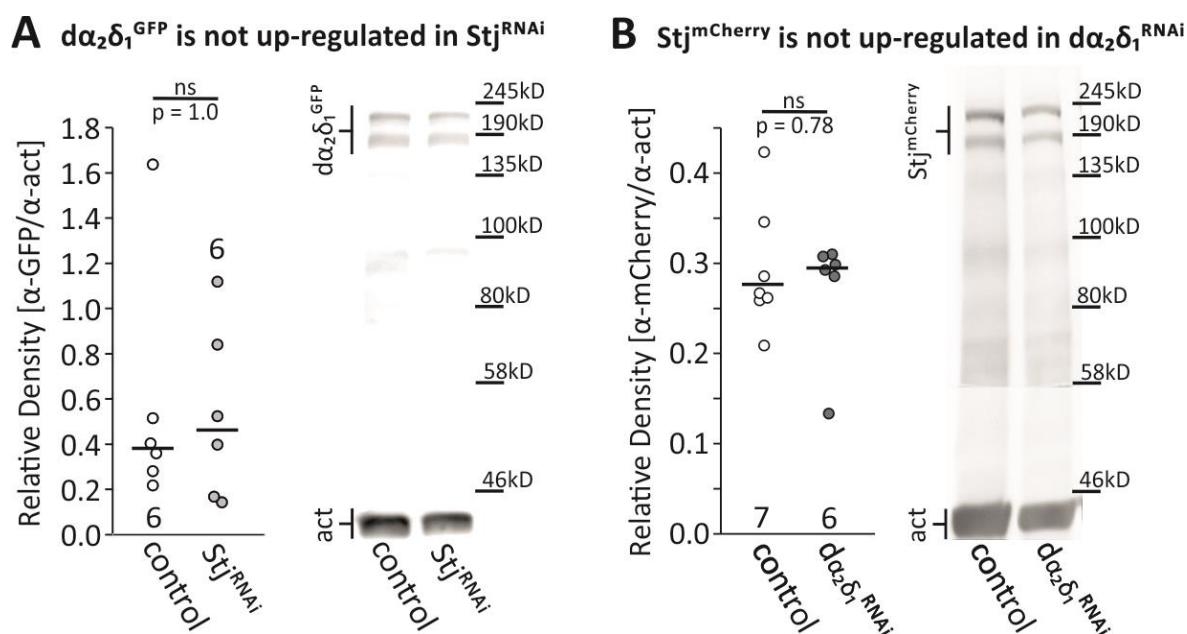 A dα₂δ₁ᴳᶠᴾ is not up-regulated in Stjᴿᴺᴬⁱ
ns
p = 1.0
Relative Density [α-GFP/α-act]
1.8
1.6
1.4
1.2
1.0
0.8
0.6
0.4
0.2
0.0
6
6
control
Stjᴿᴺᴬⁱ
dα₂δ₁ᴳᶠᴾ
act
245kD
190kD
135kD
100kD
80kD
58kD
46kD
control
Stjᴿᴺᴬⁱ
B Stjᵐᶜʰᵉʳʳʸ is not up-regulated in dα₂δ₁ᴿᴺᴬⁱ
ns
p = 0.78
Relative Density [α-mCherry/α-act]
0.4
0.3
0.2
0.1
0.0
7
6
control
dα₂δ₁ᴿᴺᴬⁱ
Stjᵐᶜʰᵉʳʳʸ
act
245kD
190kD
135kD
100kD
80kD
58kD
46kD
control
dα₂δ₁ᴿᴺᴬⁱ